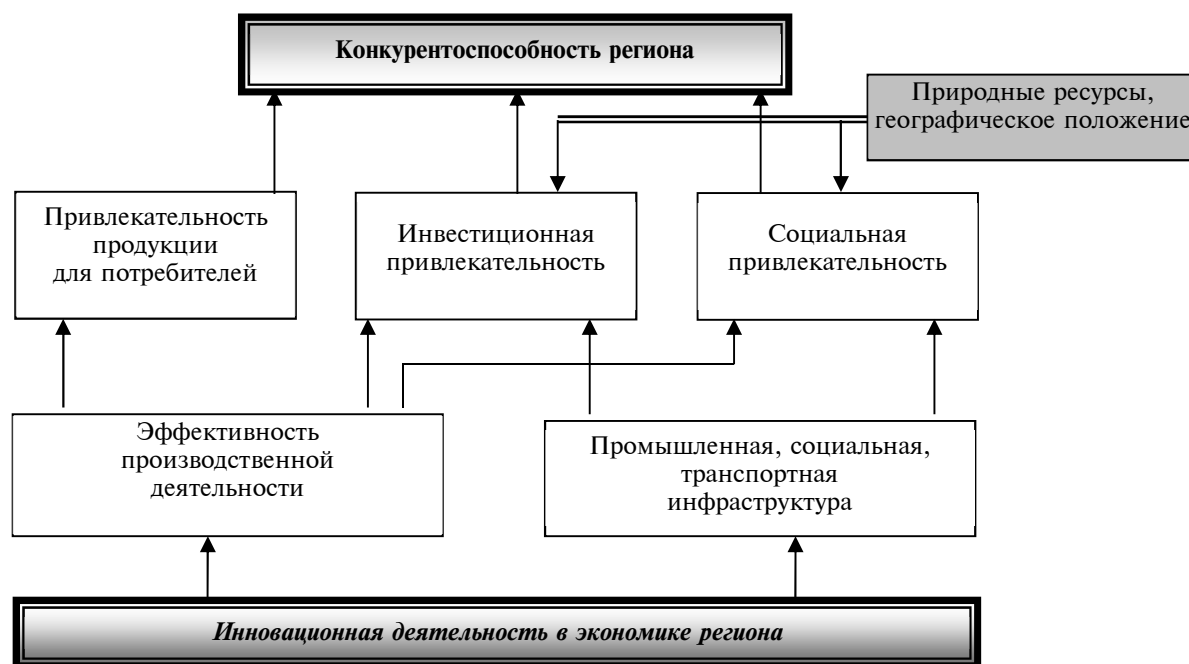 Конкурентоспособность региона
Природные ресурсы,
географическое положение
Привлекательность
продукции
для потребителей
Инвестиционная
привлекательность
Социальная
привлекательность
Эффективность
производственной
деятельности
Промышленная, социальная,
транспортная
инфраструктура
Инновационная деятельность в экономике региона